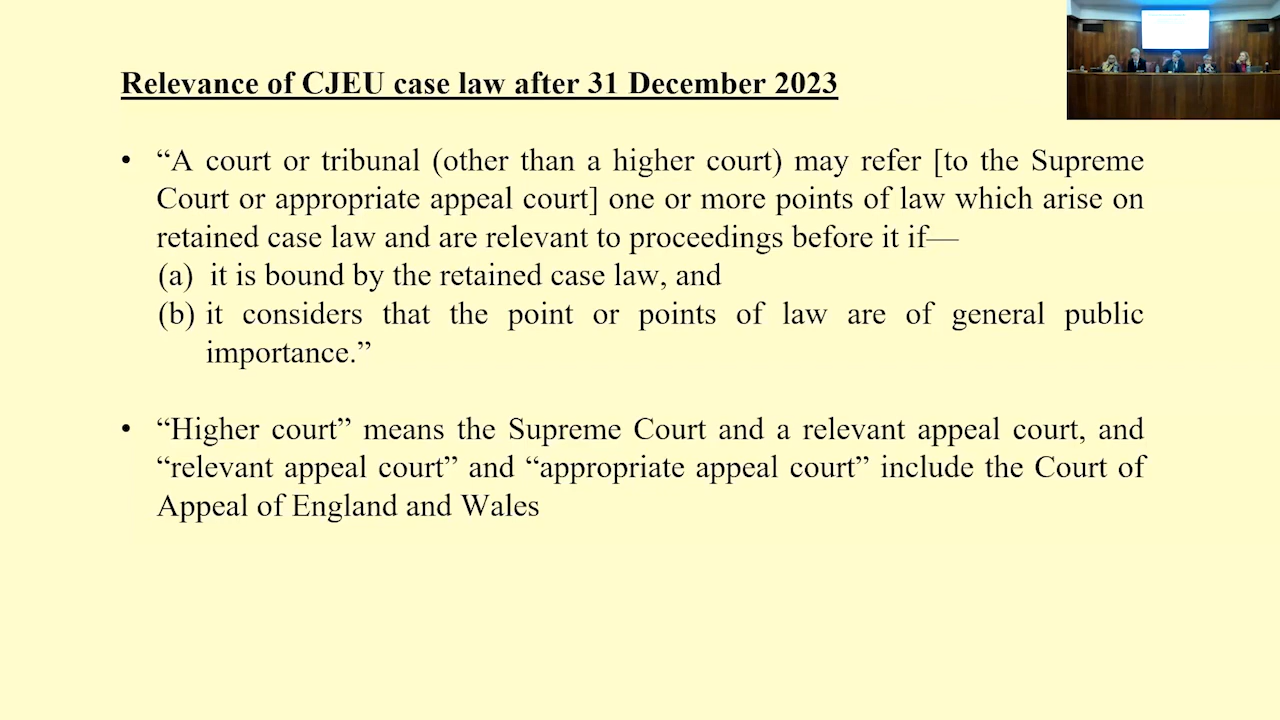 Relevance of CJEU case law after 31 December 2023
• “A court or tribunal (other than a higher court) may refer [to the Supreme
Court or appropriate appeal court] one or more points of law which arise on
retained case law and are relevant to proceedings before it if—
(a) it is bound by the retained case law, and
(b) it considers that the point or points of law are of general public
importance.”
• “Higher court” means the Supreme Court and a relevant appeal court, and
“relevant appeal court” and “appropriate appeal court” include the Court of
Appeal of England and Wales